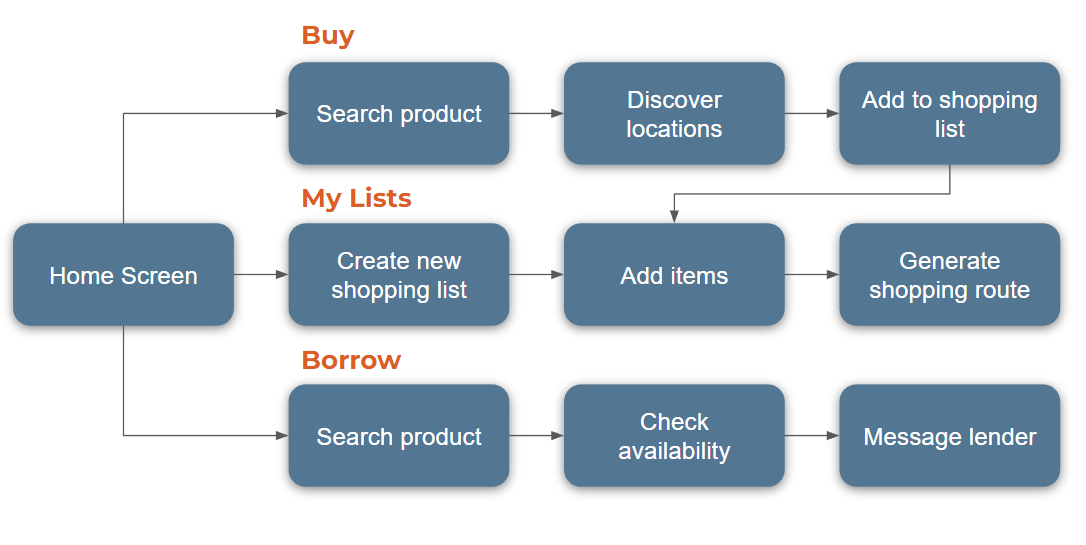 Buy
Search product
Discover
locations
Add to shopping
list
My Lists
Home Screen
Create new
shopping list
Add items
Generate
shopping route
Borrow
Search product
Check
availability
Message lender